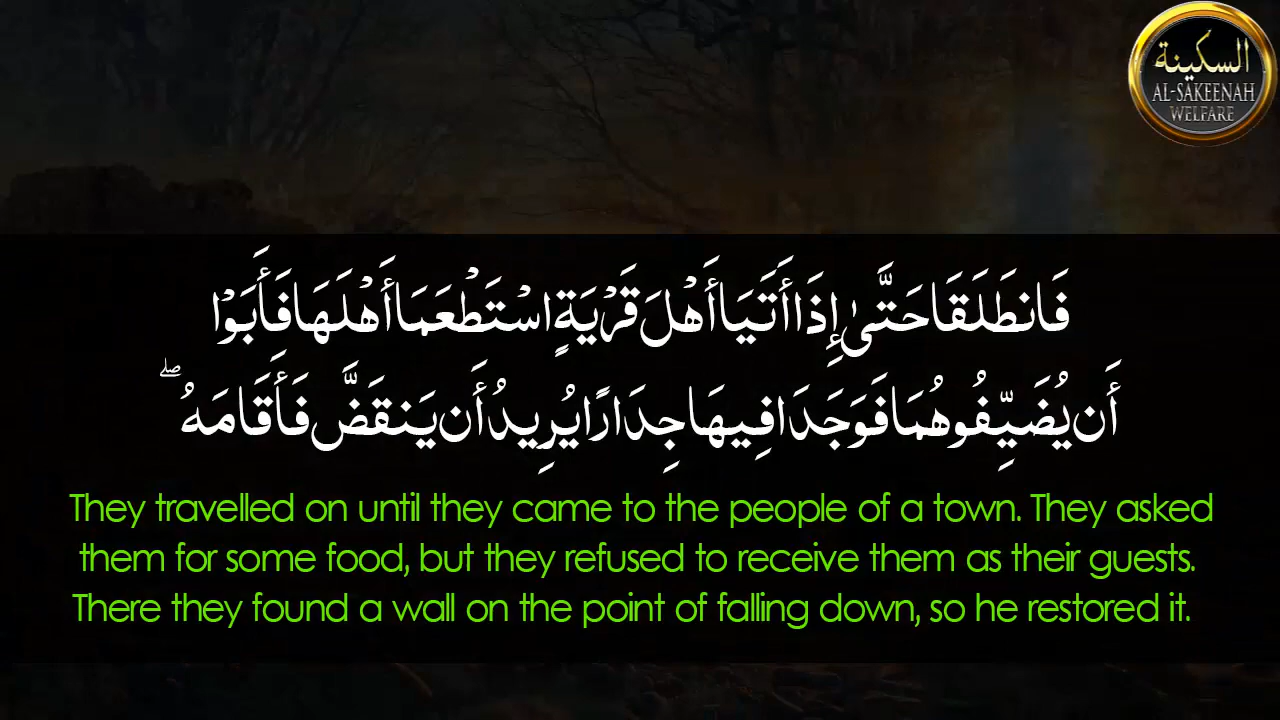 السكينة
AL-SAKEENAH
WELFARE
فَانطَلَقَا حَتَّىٰ إِذَا أَتَيَا أَهْلَ قَرْيَةٍ اسْتَطْعَمَا أَهْلَهَا فَأَبَوْا
أَن يُضَيِّفُوهُمَا فَوَجَدَا فِيهَا جِدَارًا يُرِيدُ أَن يَنقَضَّ فَأَقَامَهُ ۖ
They travelled on until they came to the people of a town. They asked
them for some food, but they refused to receive them as their guests.
There they found a wall on the point of falling down, so he restored it.